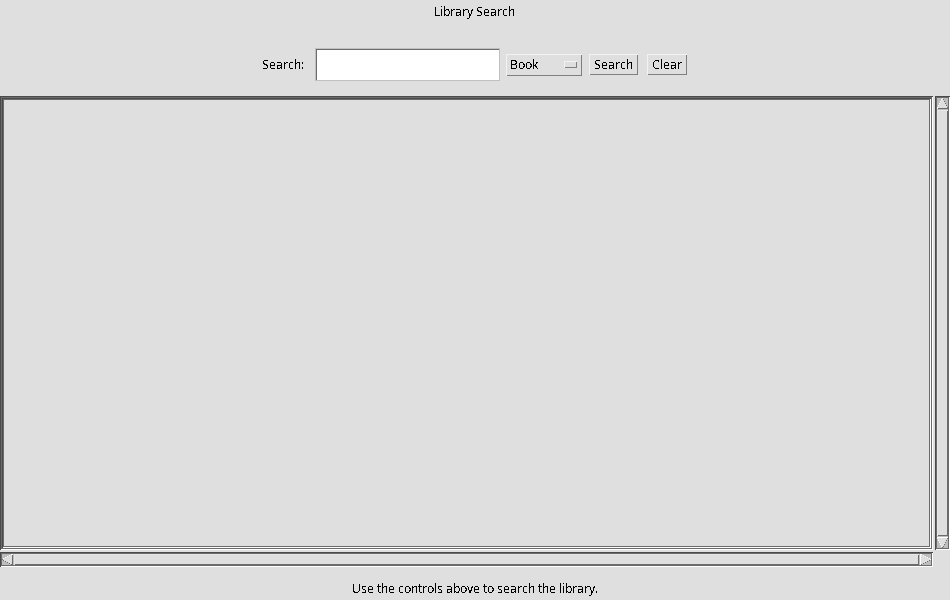 Library Search
Search: Book Search Clear
Use the controls above to search the library.